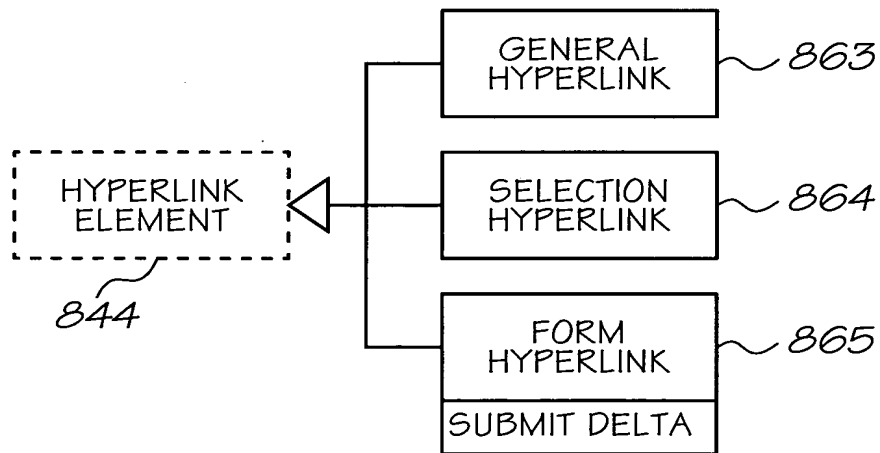 GENERAL
HYPERLINK
863
HYPERLINK
ELEMENT
844
SELECTION
HYPERLINK
864
FORM
HYPERLINK
865
SUBMIT DELTA